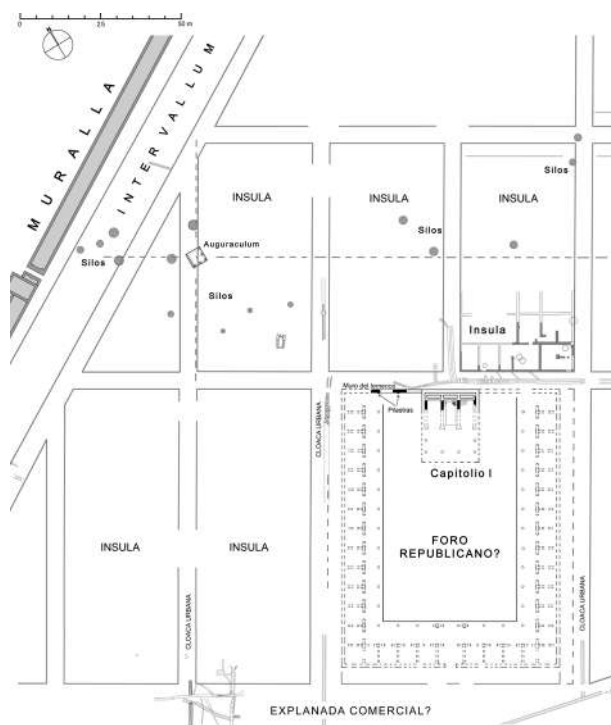 0 25 50 m
N
MURALLA
INTERVALLUM
INSULA
INSULA
INSULA
Silos
Silos
Auguraculum
Silos
Silos
Insula
Muro del temenos
Pilastras
CLOACA URBANA
Capitolio I
FORO
REPUBLICANO?
INSULA
INSULA
CLOACA URBANA
CLOACA URBANA
EXPLANADA COMERCIAL?